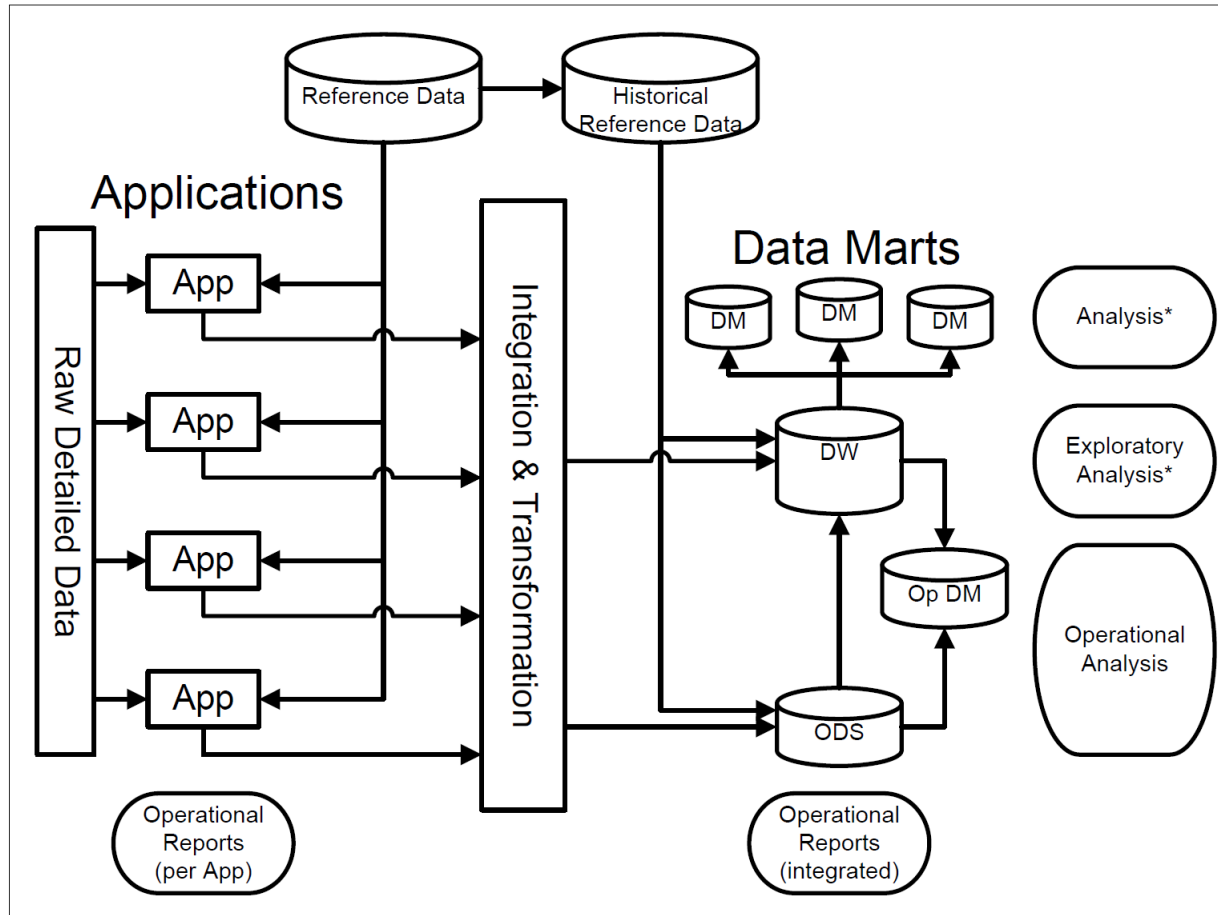 Reference Data
Historical
Reference Data
Applications
Raw Detailed Data
App
App
App
App
Integration & Transformation
Data Marts
DM
DM
DM
DW
Op DM
ODS
Analysis*
Exploratory
Analysis*
Operational
Analysis
Operational
Reports
(per App)
Operational
Reports
(integrated)